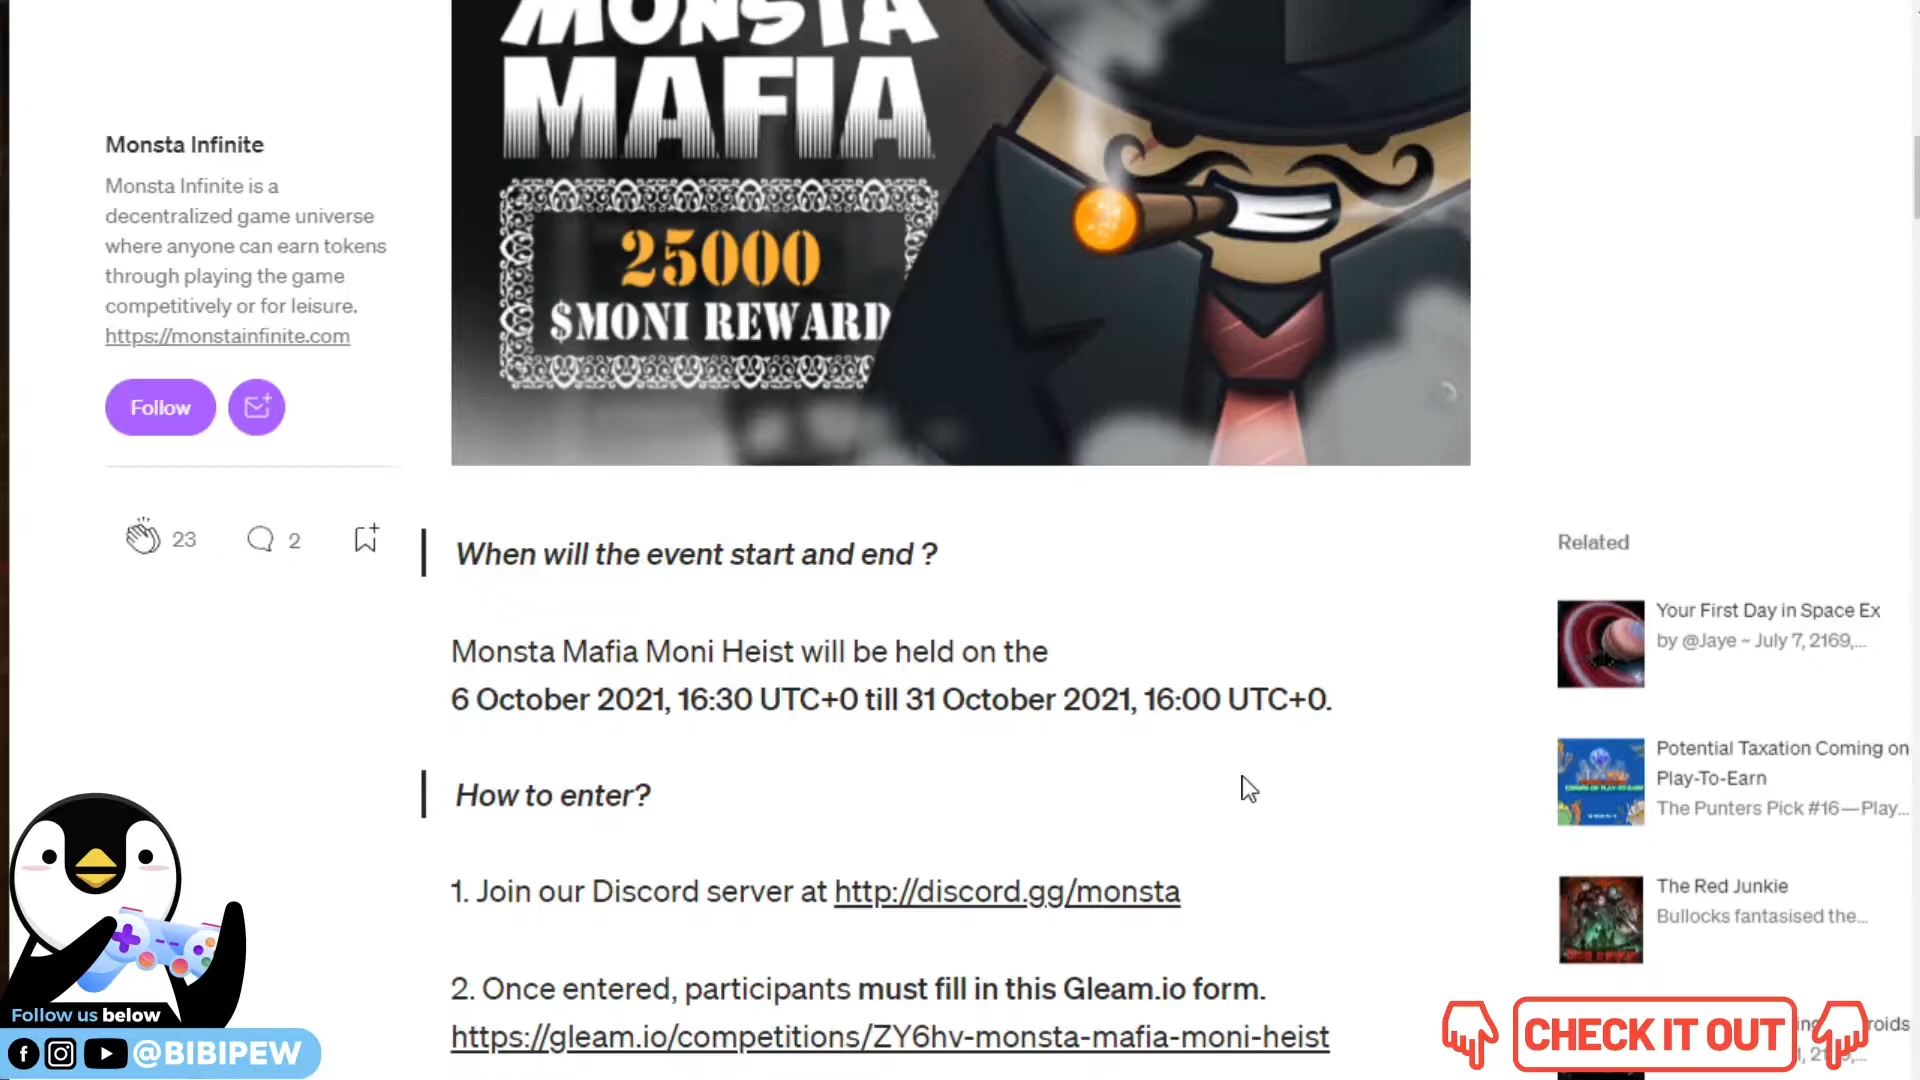 MONSTA
MAFIA
25000
$MONI REWARD
Monsta Infinite
Monsta Infinite is a
decentralized game universe
where anyone can earn tokens
through playing the game
competitively or for leisure.
https://monstainfinite.com
Follow
23
2
When will the event start and end ?
Monsta Mafia Moni Heist will be held on the
6 October 2021, 16:30 UTC+0 till 31 October 2021, 16:00 UTC+0.
How to enter?
1. Join our Discord server at http://discord.gg/monsta
2. Once entered, participants must fill in this Gleam.io form.
https://gleam.io/competitions/ZY6hv-monsta-mafia-moni-heist
Related
Your First Day in Space Ex
by @Jaye ~ July 7, 2169,...
Potential Taxation Coming on
Play-To-Earn
The Punters Pick #16—Play...
The Red Junkie
Bullocks fantasised the...
Follow us below
@BIBIPEW
CHECK IT OUT